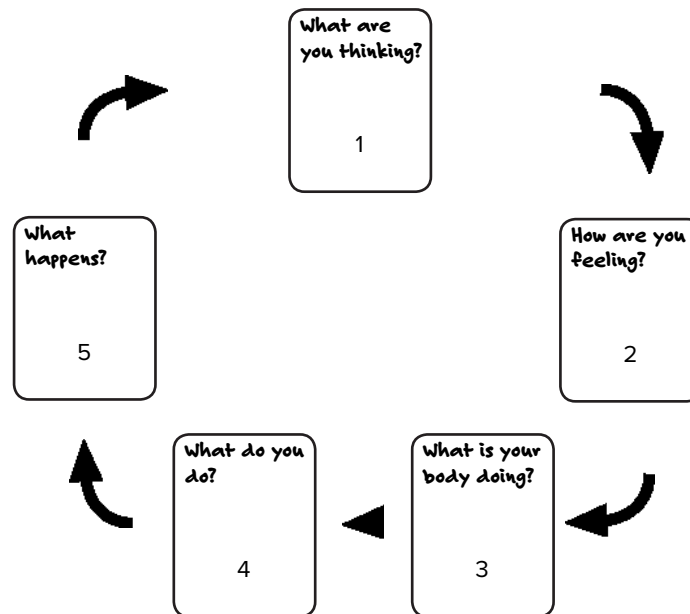 What are
you thinking?
1
How are you
feeling?
2
What is your
body doing?
3
What do you
do?
4
What
happens?
5